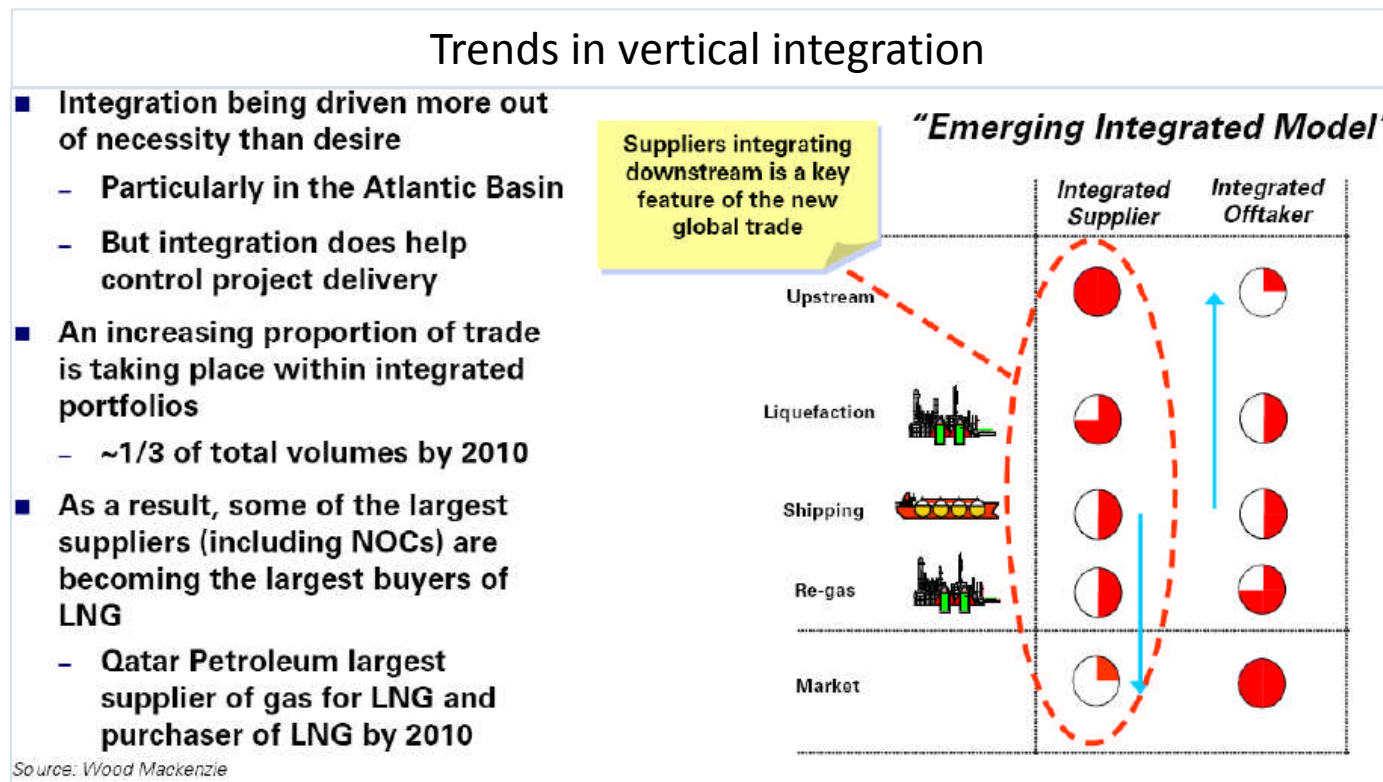 Trends in vertical integration
■ Integration being driven more out
of necessity than desire
– Particularly in the Atlantic Basin
– But integration does help
control project delivery
■ An increasing proportion of trade
is taking place within integrated
portfolios
– ~1/3 of total volumes by 2010
■ As a result, some of the largest
suppliers (including NOCs) are
becoming the largest buyers of
LNG
– Qatar Petroleum largest
supplier of gas for LNG and
purchaser of LNG by 2010
Source: Wood Mackenzie
Suppliers integrating
downstream is a key
feature of the new
global trade
"Emerging Integrated Model"
Integrated
Supplier
Integrated
Offtaker
Upstream
Liquefaction
Shipping
Re-gas
Market